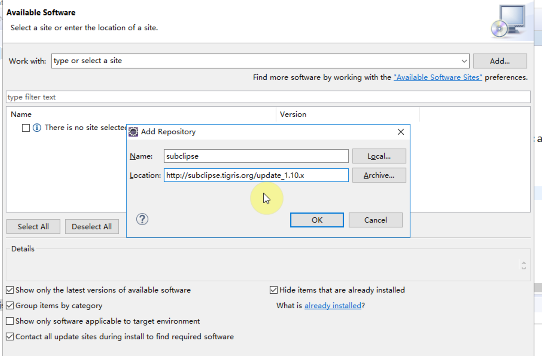 Available Software
Select a site or enter the location of a site.
Work with: type or select a site Add...
Find more software by working with the "Available Software Sites" preferences.
type filter text
Name Version
There is no site selected
Add Repository
Name: subclipse Local...
Location: http://subclipse.tigris.org/update_1.10.x Archive...
? OK Cancel
Select All Deselect All
Details
Show only the latest versions of available software Hide items that are already installed
Group items by category What is already installed?
Show only software applicable to target environment
Contact all update sites during install to find required software